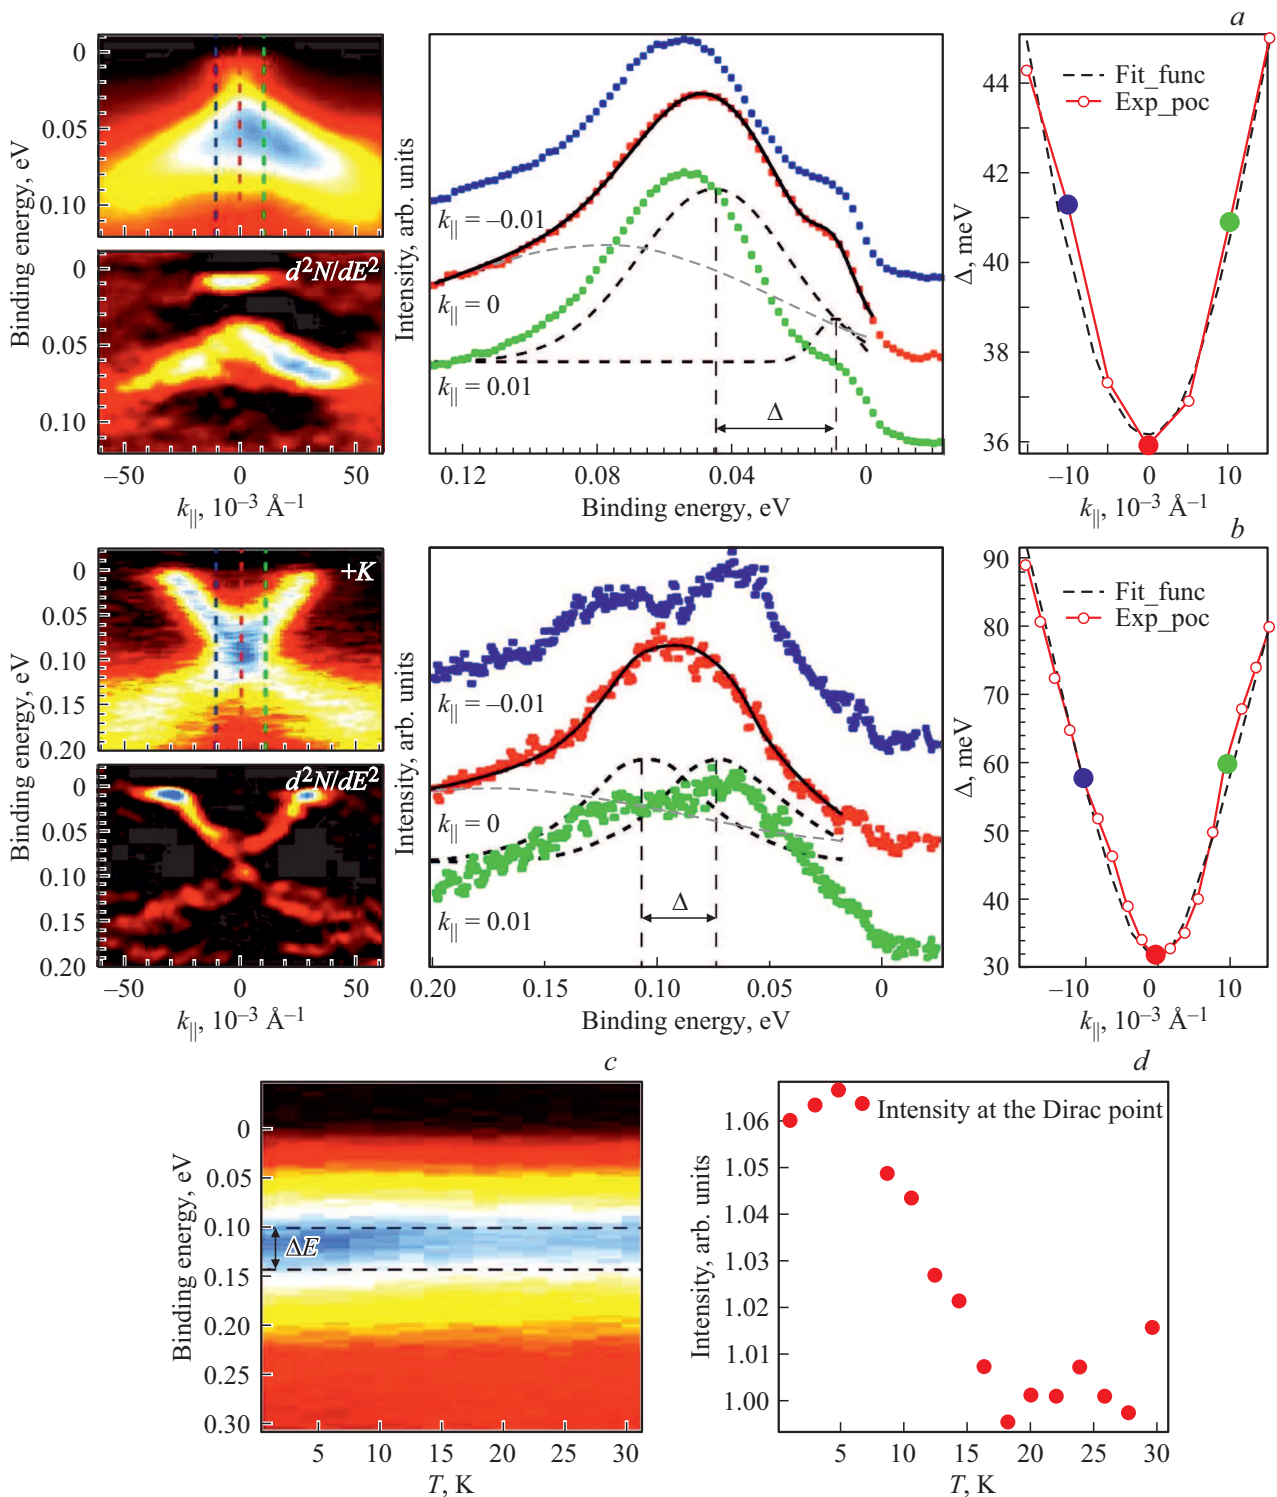 a
0
0.05
0.10
Binding energy, eV
d²N/dE²
0
0.05
0.10
Binding energy, eV
−50
0
50
k||, 10⁻³ Å⁻¹
Intensity, arb. units
k|| = −0.01
k|| = 0
k|| = 0.01
Δ
0.12
0.08
0.04
0
Binding energy, eV
Fit_func
Exp_poc
44
42
40
38
36
Δ, meV
−10
0
10
k||, 10⁻³ Å⁻¹
b
+K
0
0.05
0.10
0.15
0.20
Binding energy, eV
d²N/dE²
0
0.05
0.10
0.15
0.20
Binding energy, eV
−50
0
50
k||, 10⁻³ Å⁻¹
Intensity, arb. units
k|| = −0.01
k|| = 0
k|| = 0.01
Δ
0.20
0.15
0.10
0.05
0
Binding energy, eV
Fit_func
Exp_poc
90
80
70
60
50
40
30
Δ, meV
−10
0
10
k||, 10⁻³ Å⁻¹
c
0
0.05
0.10
0.15
0.20
0.25
0.30
Binding energy, eV
ΔE
5
10
15
20
25
30
T, K
d
Intensity at the Dirac point
1.06
1.05
1.04
1.03
1.02
1.01
1.00
Intensity, arb. units
5
10
15
20
25
30
T, K